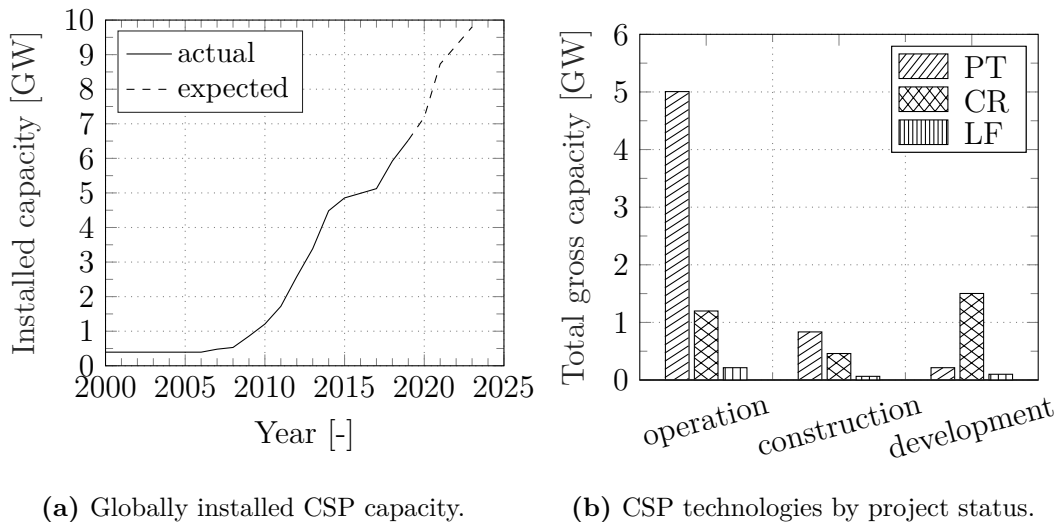 10
9
8
7
6
5
4
3
2
1
0
Installed capacity [GW]
actual
expected
2000 2005 2010 2015 2020 2025
Year [-]
(a) Globally installed CSP capacity.
6
5
4
3
2
1
0
Total gross capacity [GW]
PT
CR
LF
operation
construction
development
(b) CSP technologies by project status.